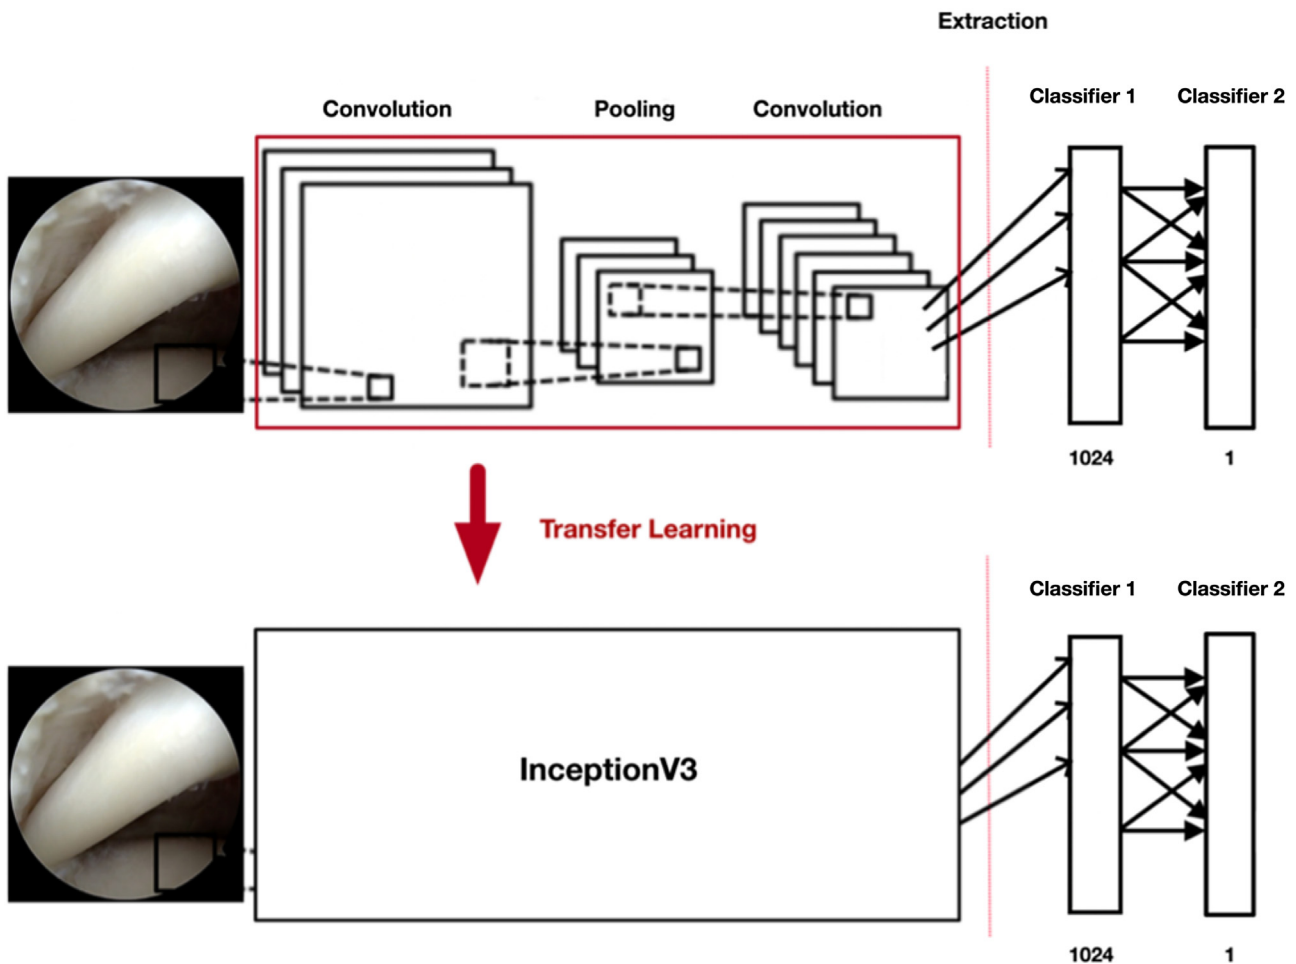 Extraction
Convolution
Pooling
Convolution
Classifier 1
Classifier 2
1024
1
Transfer Learning
Classifier 1
Classifier 2
InceptionV3
1024
1